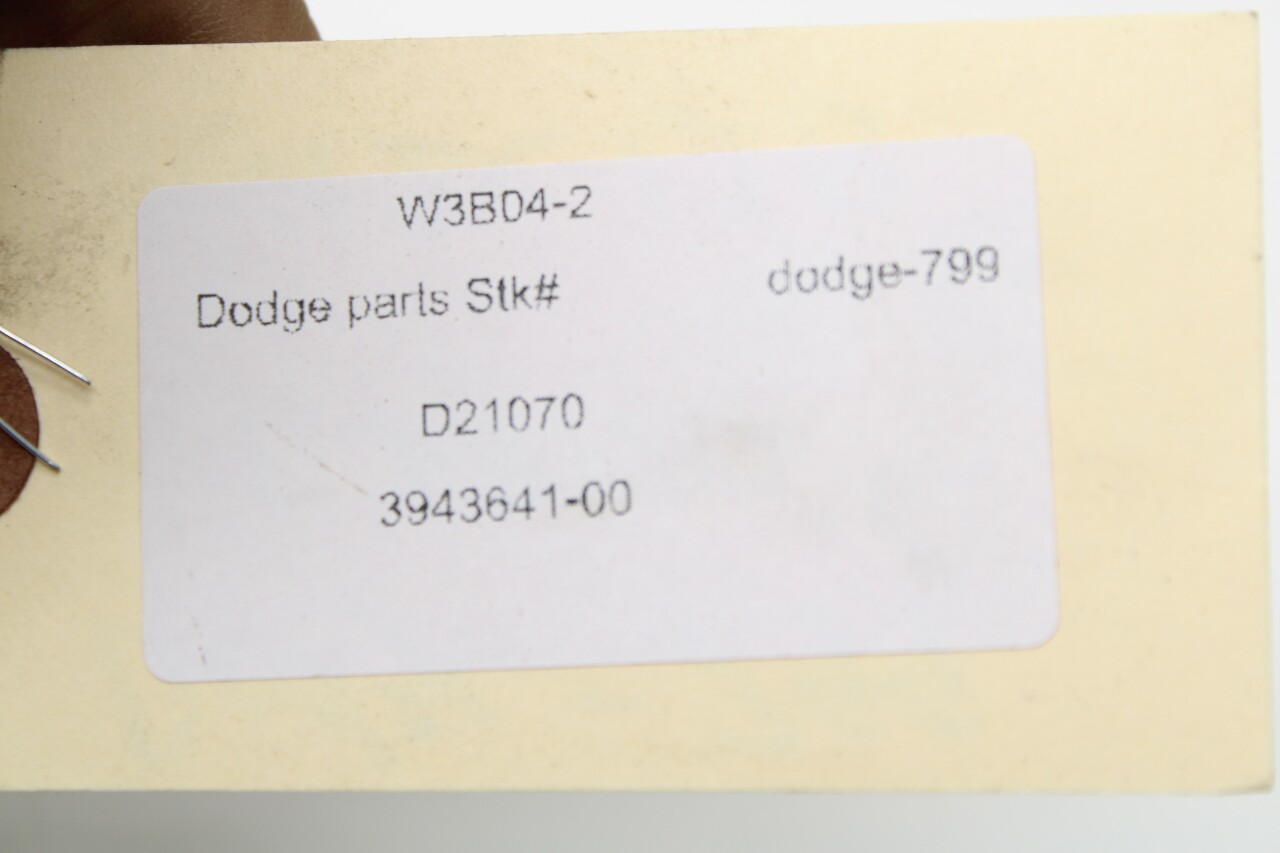 W3B04-2
Dodge parts Stk# dodge-799
D21070
3943641-00